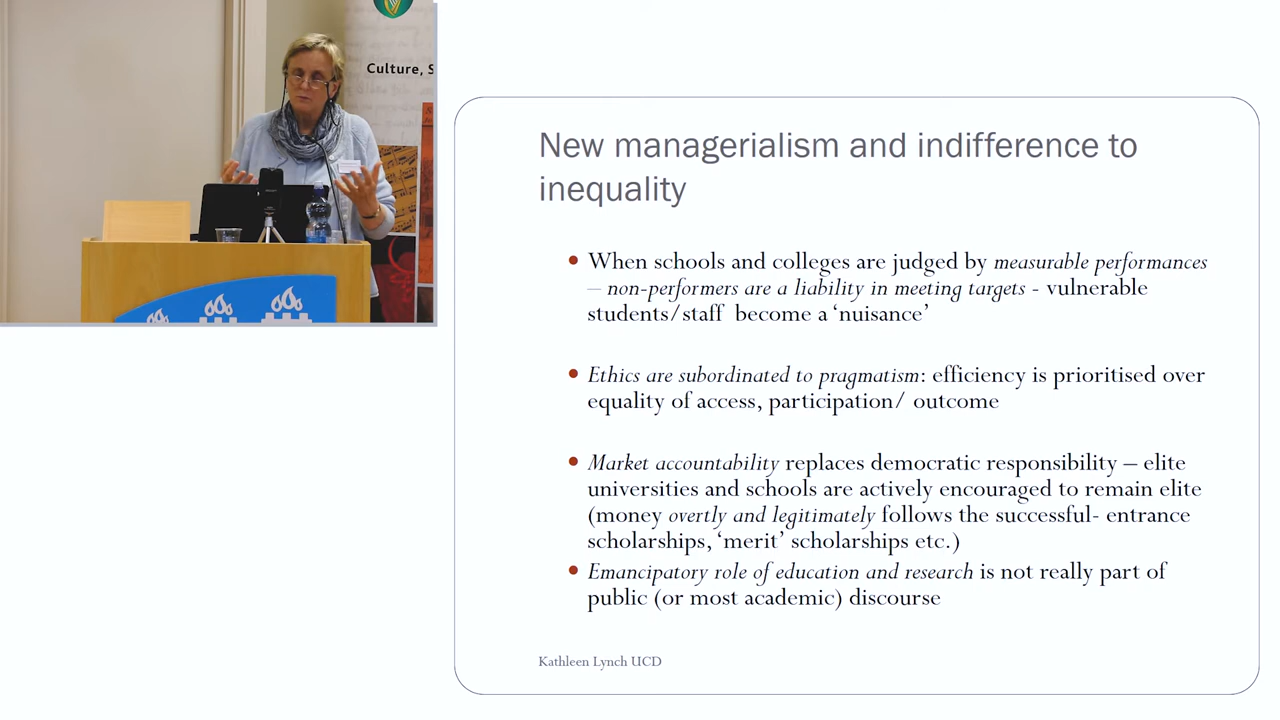 Culture, S
New managerialism and indifference to
inequality
• When schools and colleges are judged by measurable performances
– non-performers are a liability in meeting targets - vulnerable
students/staff become a ‘nuisance’
• Ethics are subordinated to pragmatism: efficiency is prioritised over
equality of access, participation/ outcome
• Market accountability replaces democratic responsibility – elite
universities and schools are actively encouraged to remain elite
(money overtly and legitimately follows the successful- entrance
scholarships, ‘merit’ scholarships etc.)
• Emancipatory role of education and research is not really part of
public (or most academic) discourse
Kathleen Lynch UCD